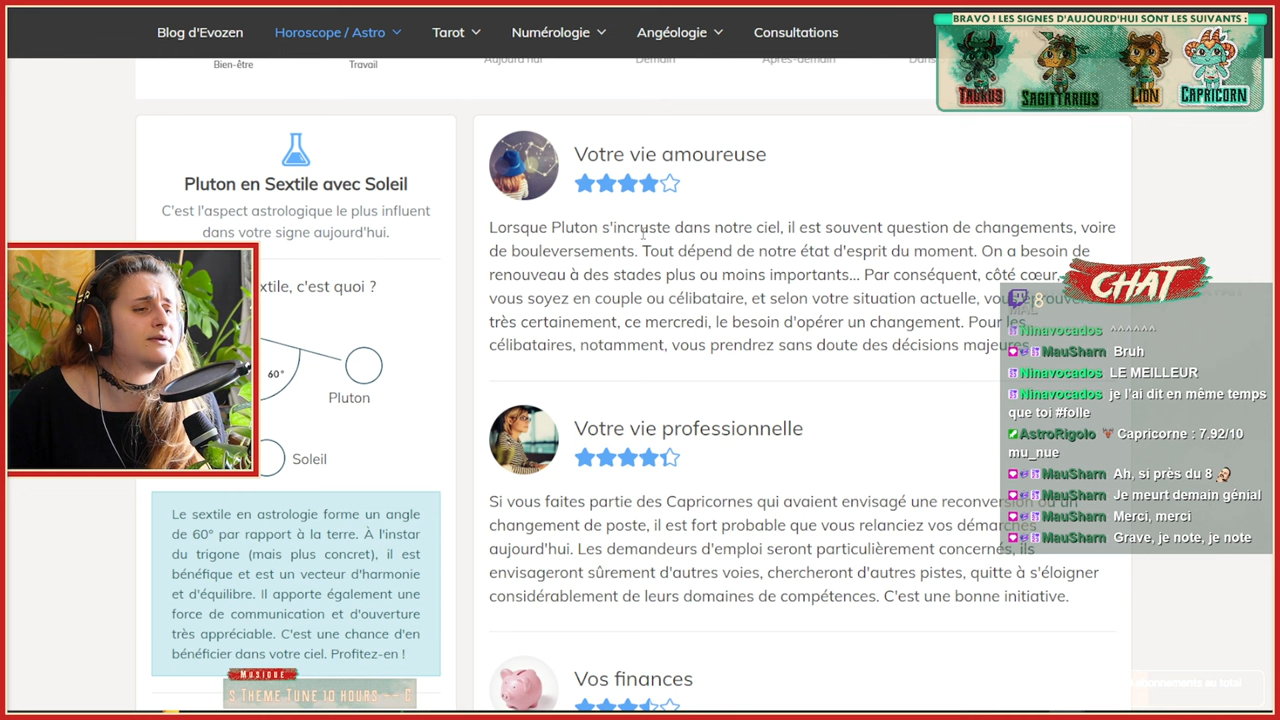 Blog d'Evozen
Horoscope / Astro
Tarot
Numérologie
Angéologie
Consultations
BRAVO ! LES SIGNES D'AUJOURD'HUI SONT LES SUIVANTS :
TAURUS
SAGITTARIUS
LION
CAPRICORN
Bien-être
Travail
Aujourd'hui
Demain
Après-demain
Dans
Pluton en Sextile avec Soleil
C'est l'aspect astrologique le plus influent
dans votre signe aujourd'hui.
xtile, c'est quoi ?
60°
Pluton
Soleil
Le sextile en astrologie forme un angle
de 60° par rapport à la terre. À l'instar
du trigone (mais plus concret), il est
bénéfique et est un vecteur d'harmonie
et d'équilibre. Il apporte également une
force de communication et d'ouverture
très appréciable. C'est une chance d'en
bénéficier dans votre ciel. Profitez-en !
MUSIQUE
S THEME TUNE 10 HOURS -- C
Votre vie amoureuse
Lorsque Pluton s'incruste dans notre ciel, il est souvent question de changements, voire
de bouleversements. Tout dépend de notre état d'esprit du moment. On a besoin de
renouveau à des stades plus ou moins importants... Par conséquent, côté cœur,
vous soyez en couple ou célibataire, et selon votre situation actuelle,
très certainement, ce mercredi, le besoin d'opérer un changement. Pour les
célibataires, notamment, vous prendrez sans doute des décisions majeures.
Votre vie professionnelle
Si vous faites partie des Capricornes qui avaient envisagé une reconversion ou un
changement de poste, il est fort probable que vous relanciez vos démarches
aujourd'hui. Les demandeurs d'emploi seront particulièrement concernés, ils
envisageront sûrement d'autres voies, chercheront d'autres pistes, quitte à s'éloigner
considérablement de leurs domaines de compétences. C'est une bonne initiative.
Vos finances
CHAT
8
Ninavocados ^^^^^^
MauSharn Bruh
Ninavocados LE MEILLEUR
Ninavocados je l'ai dit en même temps
que toi #folle
AstroRigolo Capricorne : 7.92/10
mu_nue
MauSharn Ah, si près du 8
MauSharn Je meurt demain génial
MauSharn Merci, merci
MauSharn Grave, je note, je note
abonnements au total